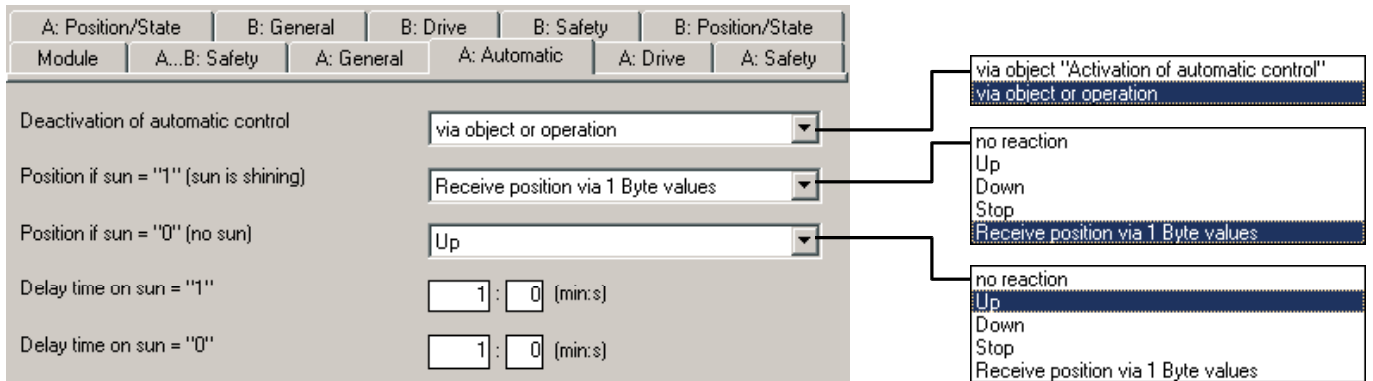 A: Position/State B: General B: Drive B: Safety B: Position/State
Module A...B: Safety A: General A: Automatic A: Drive A: Safety
Deactivation of automatic control via object or operation
Position if sun = "1" (sun is shining) Receive position via 1 Byte values
Position if sun = "0" (no sun) Up
Delay time on sun = "1" 1 : 0 (min:s)
Delay time on sun = "0" 1 : 0 (min:s)
via object "Activation of automatic control"
via object or operation
no reaction
Up
Down
Stop
Receive position via 1 Byte values
no reaction
Up
Down
Stop
Receive position via 1 Byte values